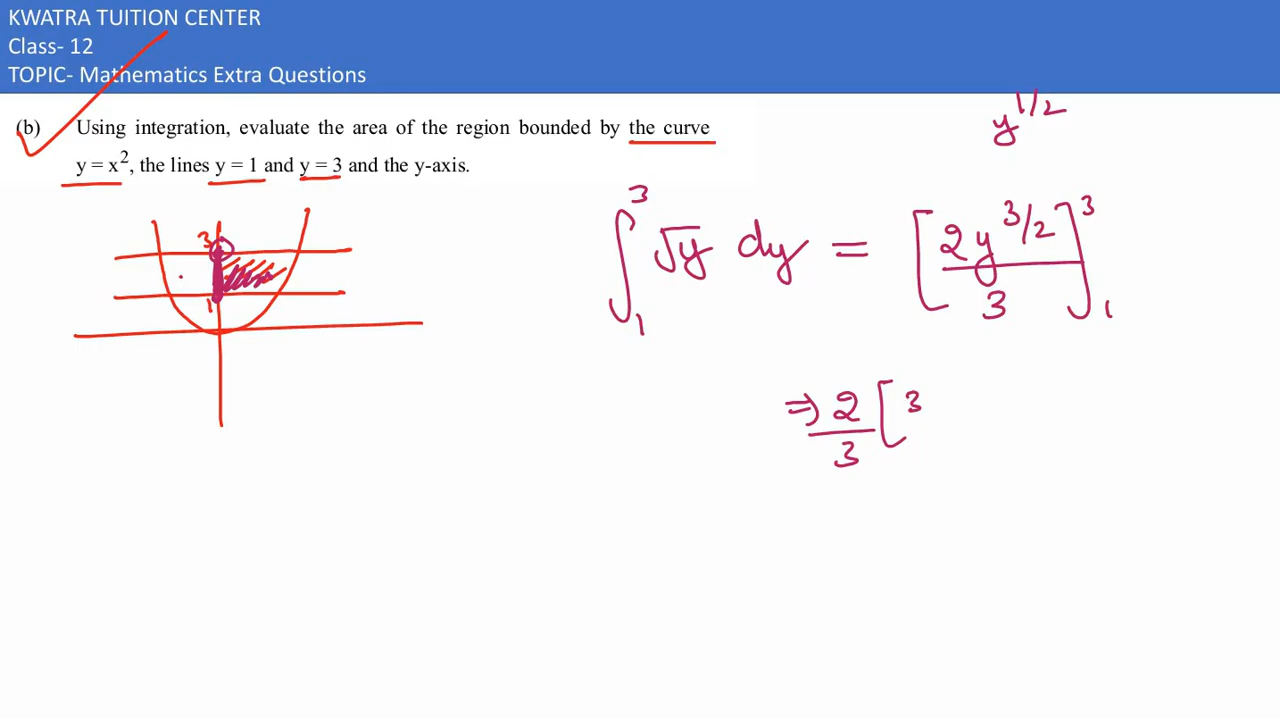 KWATRA TUITION CENTER
Class- 12
TOPIC- Mathematics Extra Questions
(b) Using integration, evaluate the area of the region bounded by the curve
y = x², the lines y = 1 and y = 3 and the y-axis.
y^{1/2}
3
1
∫₁³ √y dy = [2y^{3/2}/3]₁³
⇒ 2/3 [3